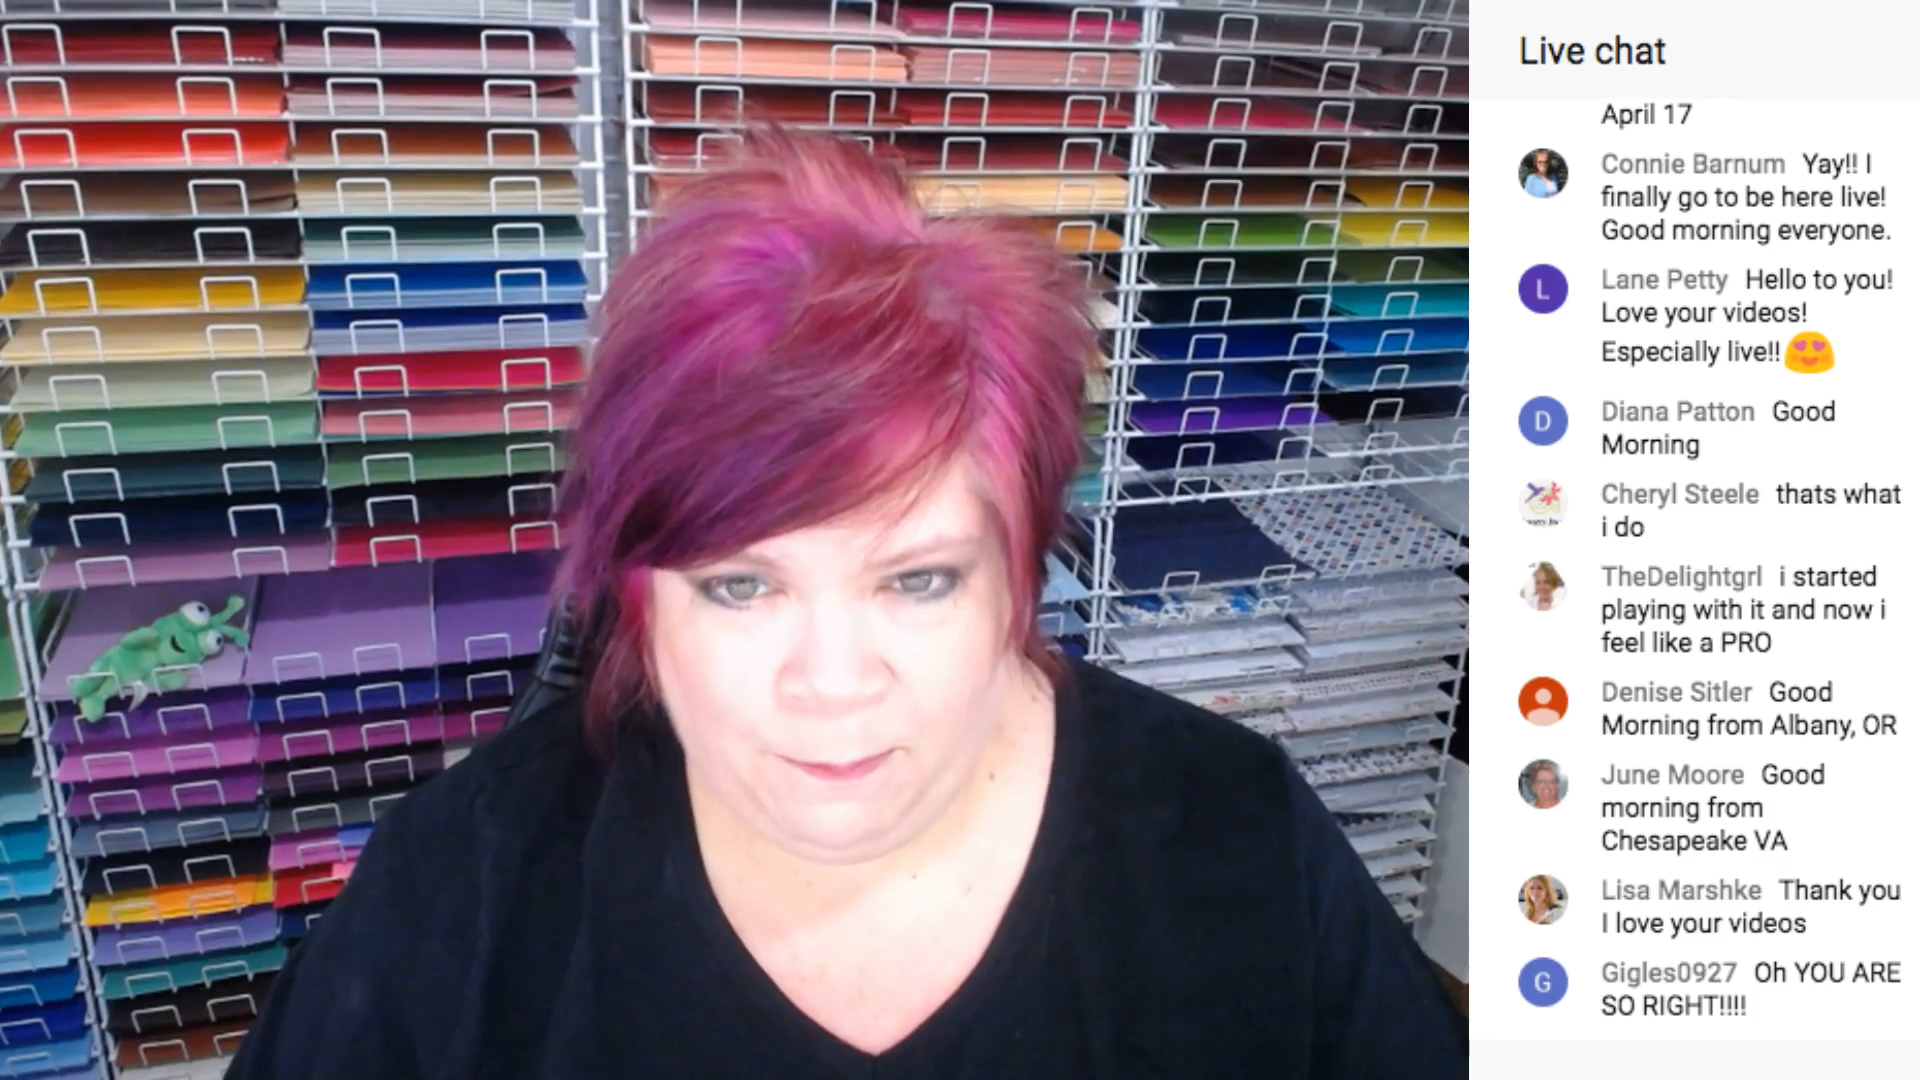 Live chat
April 17
Connie Barnum Yay!! I
finally go to be here live!
Good morning everyone.
L
Lane Petty Hello to you!
Love your videos!
Especially live!!
D
Diana Patton Good
Morning
Cheryl Steele thats what
i do
TheDelightgrl i started
playing with it and now i
feel like a PRO
Denise Sitler Good
Morning from Albany, OR
June Moore Good
morning from
Chesapeake VA
Lisa Marshke Thank you
I love your videos
G
Gigles0927 Oh YOU ARE
SO RIGHT!!!!